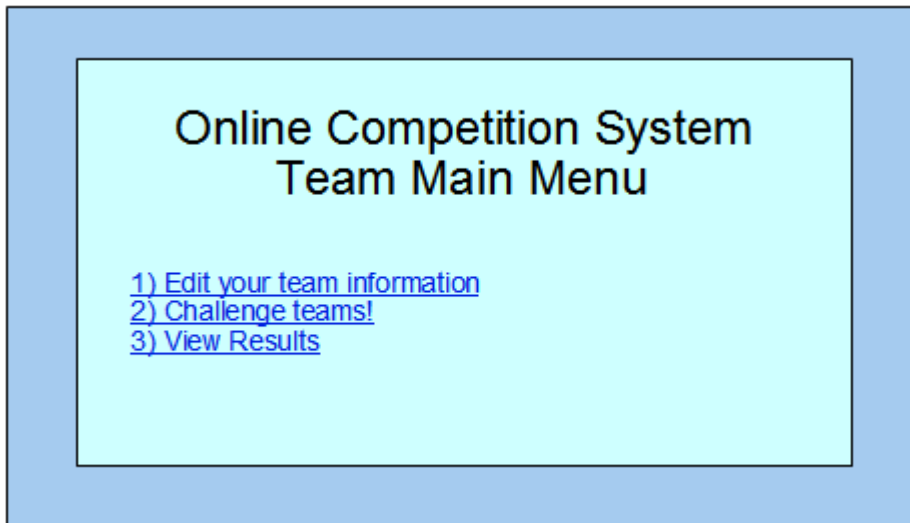 Online Competition System
Team Main Menu
1) Edit your team information
2) Challenge teams!
3) View Results